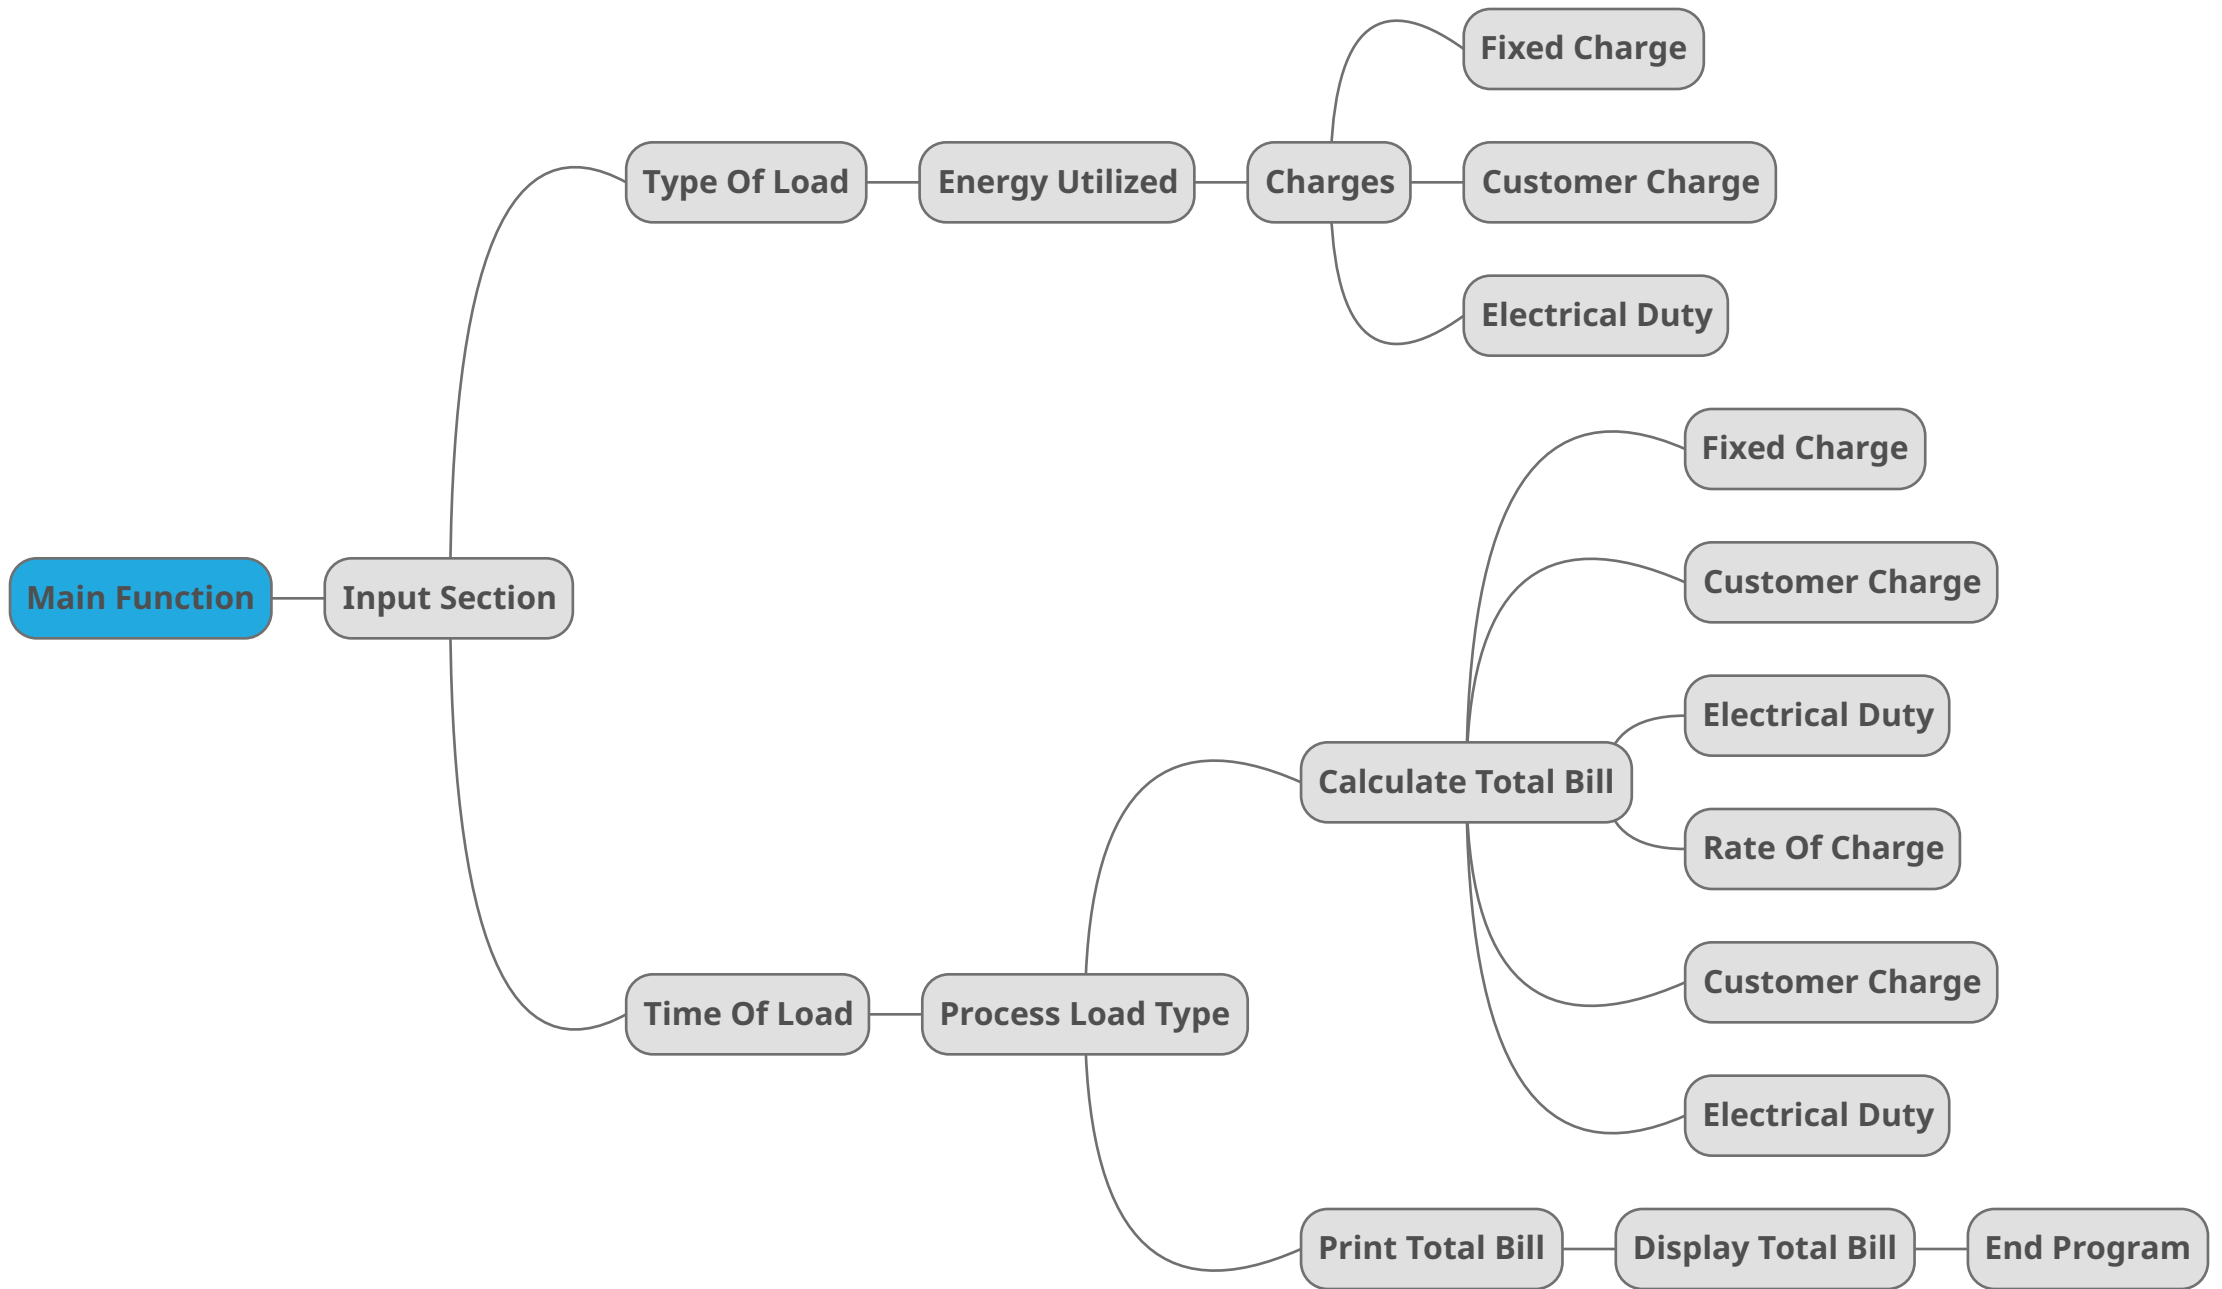 Fixed Charge
Type Of Load
Energy Utilized
Charges
Customer Charge
Electrical Duty
Fixed Charge
Main Function
Input Section
Customer Charge
Electrical Duty
Calculate Total Bill
Rate Of Charge
Customer Charge
Time Of Load
Process Load Type
Electrical Duty
Print Total Bill
Display Total Bill
End Program